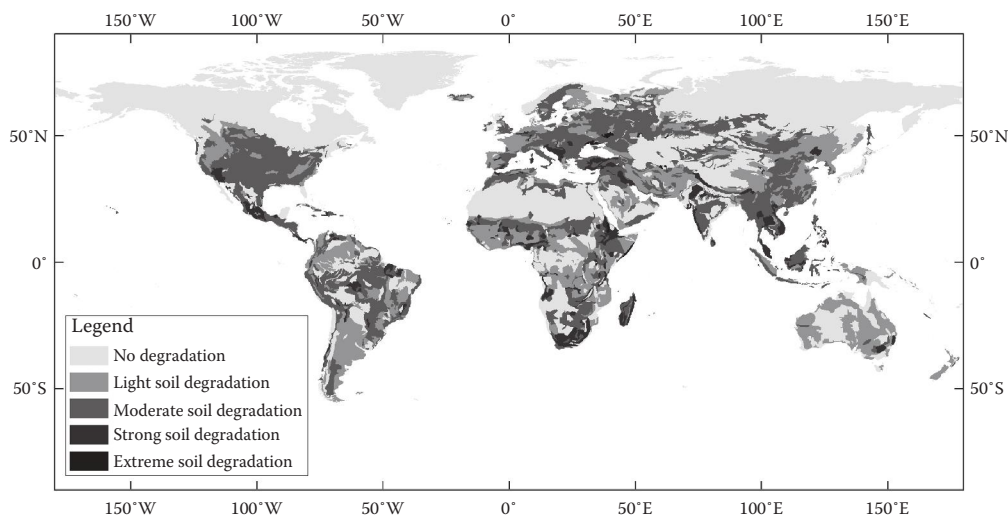 150°W 100°W 50°W 0° 50°E 100°E 150°E
50°N 50°N
0° 0°
Legend
No degradation
Light soil degradation
50°S 50°S
Moderate soil degradation
Strong soil degradation
Extreme soil degradation
150°W 100°W 50°W 0° 50°E 100°E 150°E